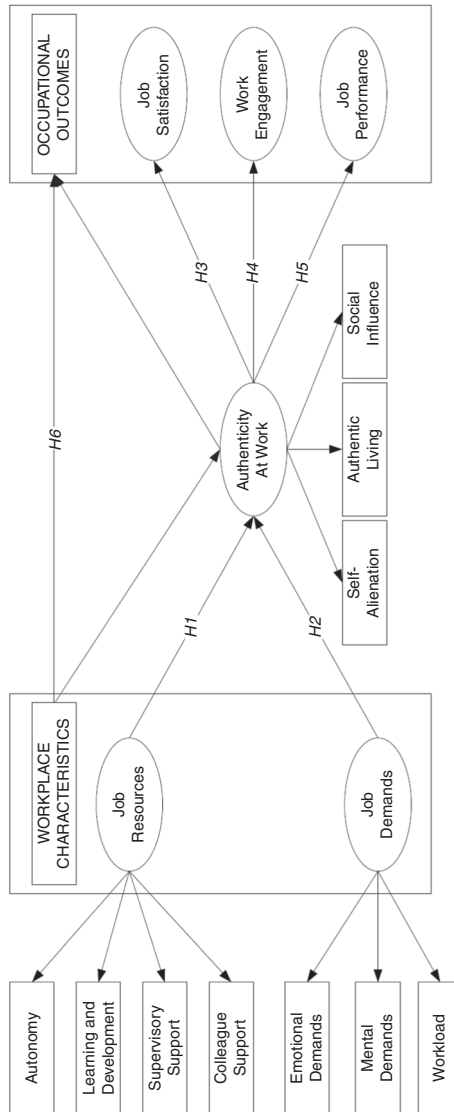 Autonomy
Learning and
Development
Supervisory
Support
Colleague
Support
Emotional
Demands
Mental
Demands
Workload
WORKPLACE
CHARACTERISTICS
Job
Resources
Job
Demands
H1
H2
H6
Authenticity
At Work
Self-
Alienation
Authentic
Living
Social
Influence
H3
H4
H5
OCCUPATIONAL
OUTCOMES
Job
Satisfaction
Work
Engagement
Job
Performance